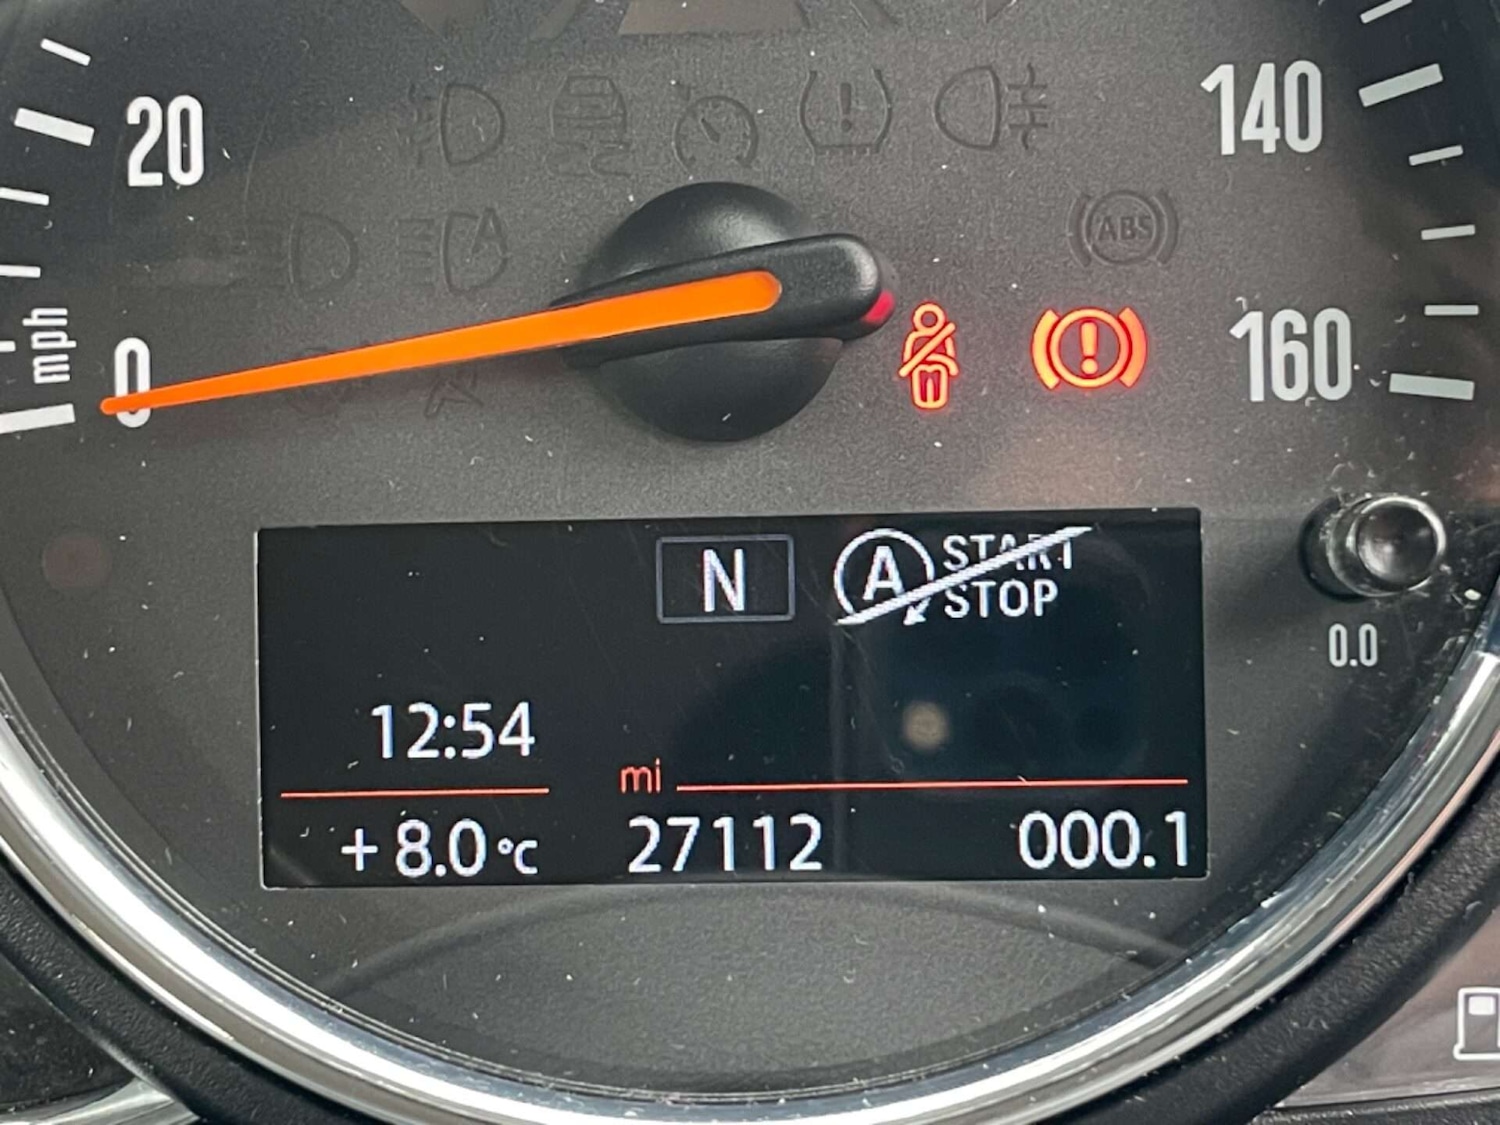 20
140
ABS
mph
0
160
N
A
START
STOP
0.0
12:54
mi
+8.0°C
27112
000.1